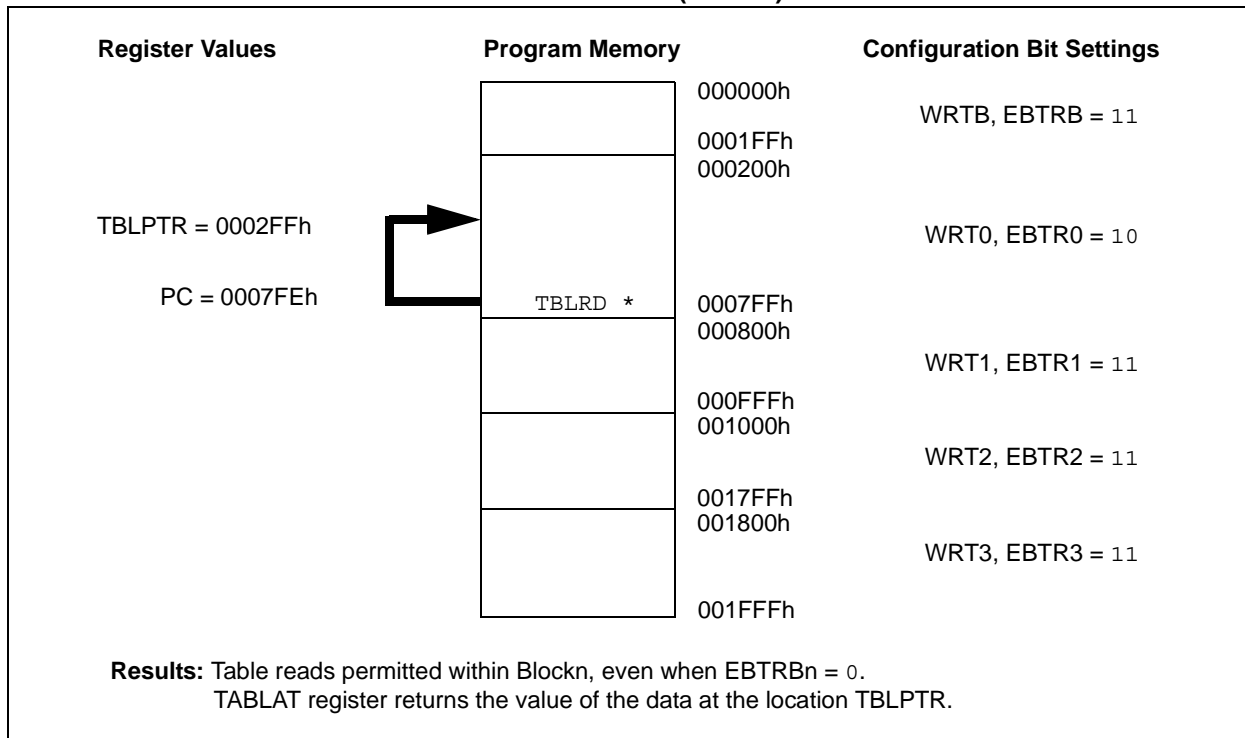 Register Values
Program Memory
Configuration Bit Settings
000000h
WRTB, EBTRB = 11
0001FFh
000200h
TBLPTR = 0002FFh
WRT0, EBTR0 = 10
PC = 0007FEh
TBLRD *
0007FFh
000800h
WRT1, EBTR1 = 11
000FFFh
001000h
WRT2, EBTR2 = 11
0017FFh
001800h
WRT3, EBTR3 = 11
001FFFh
Results: Table reads permitted within Blockn, even when EBTRBn = 0.
TABLAT register returns the value of the data at the location TBLPTR.